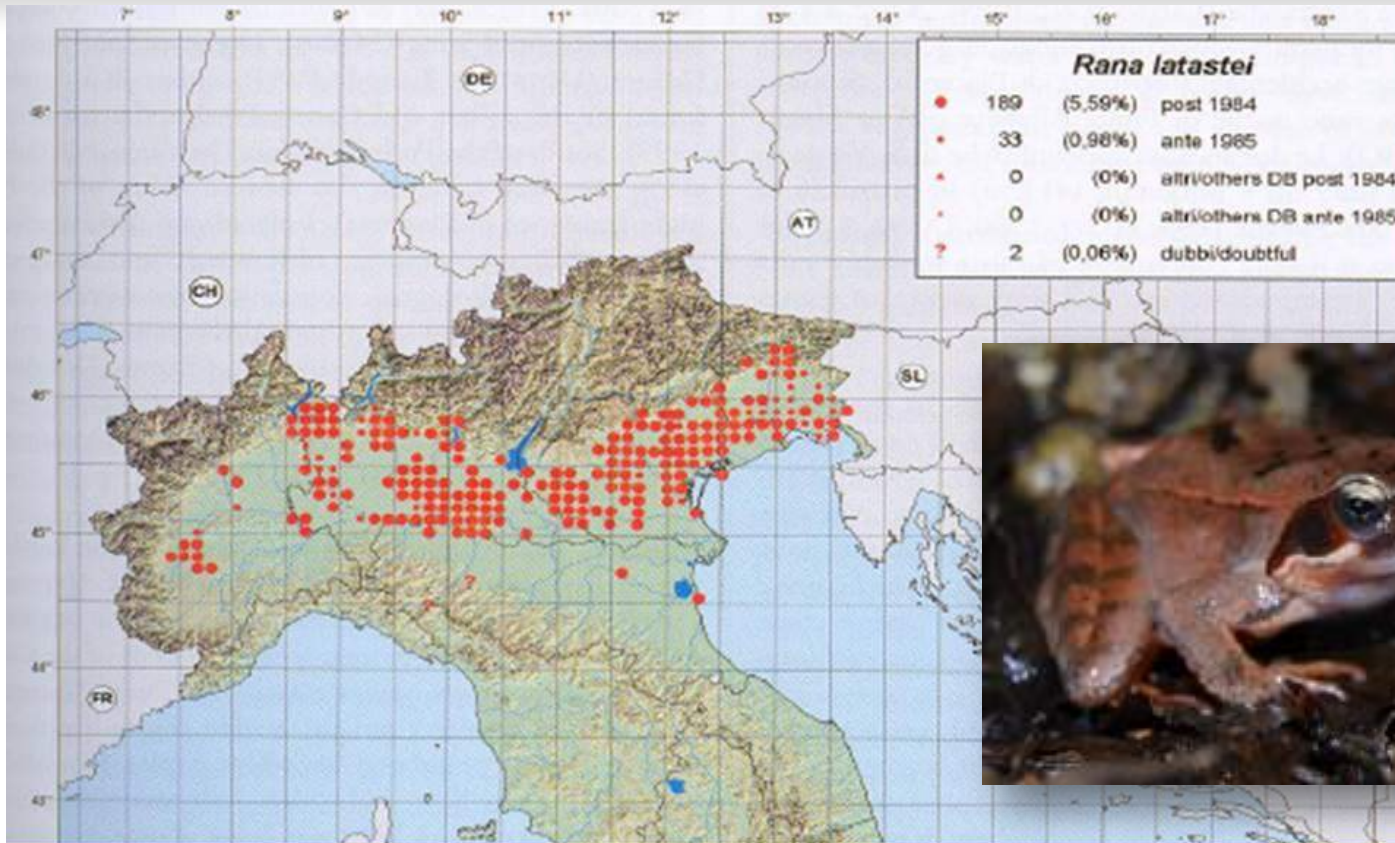 7° 8° 9° 10° 11° 12° 13° 14° 15° 16° 17° 18°
DE
Rana latastei
189 (5,59%) post 1984
33 (0,98%) ante 1985
0 (0%) altri/others DB post 1984
0 (0%) altri/others DB ante 1985
? 2 (0,06%) dubbi/doubtful
48°
AT
47°
CH
SL
46°
45°
?
?
44°
FR
43°